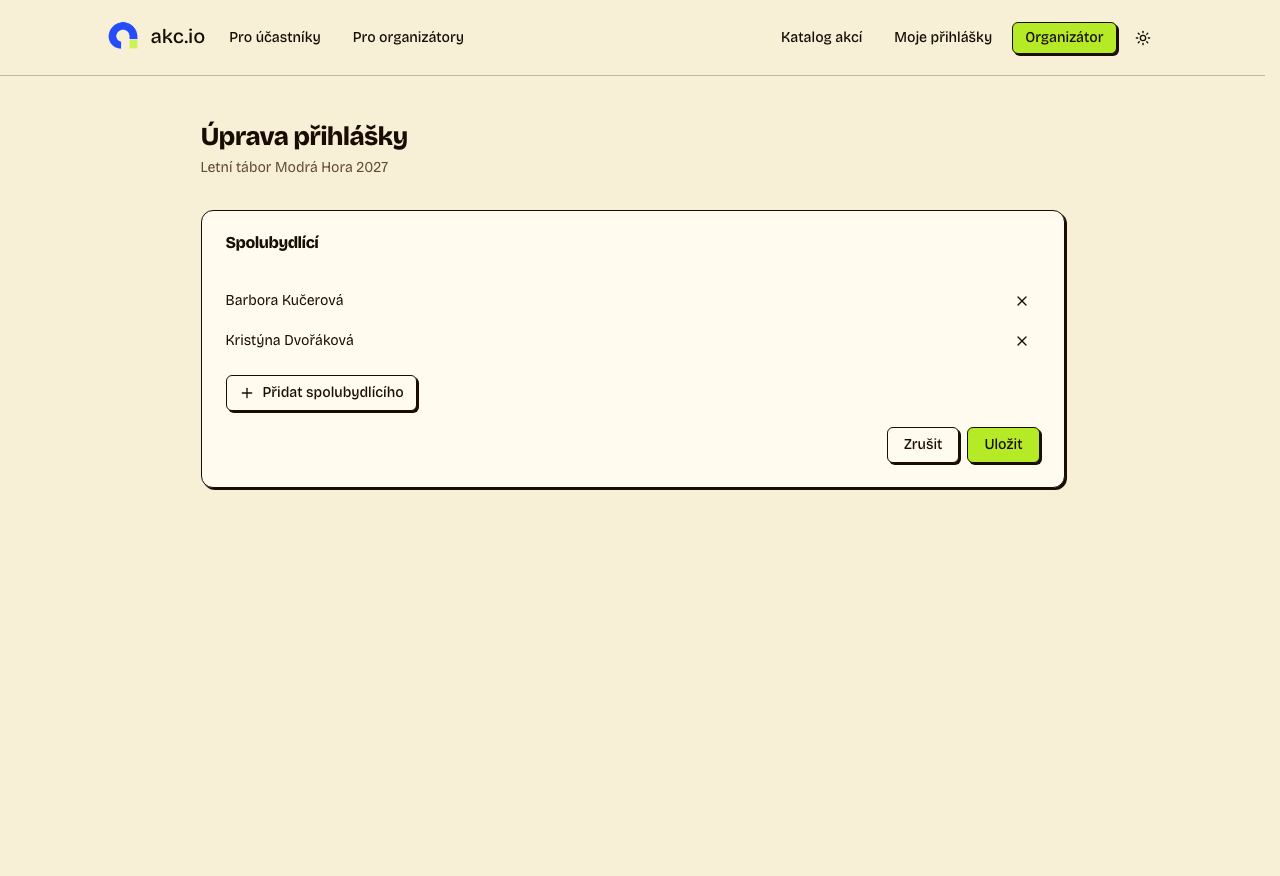 akc.io Pro účastníky Pro organizátory Katalog akcí Moje přihlášky Organizátor
Úprava přihlášky
Letní tábor Modrá Hora 2027
Spolubydlící
Barbora Kučerová
Kristýna Dvořáková
Přidat spolubydlícího
Zrušit Uložit